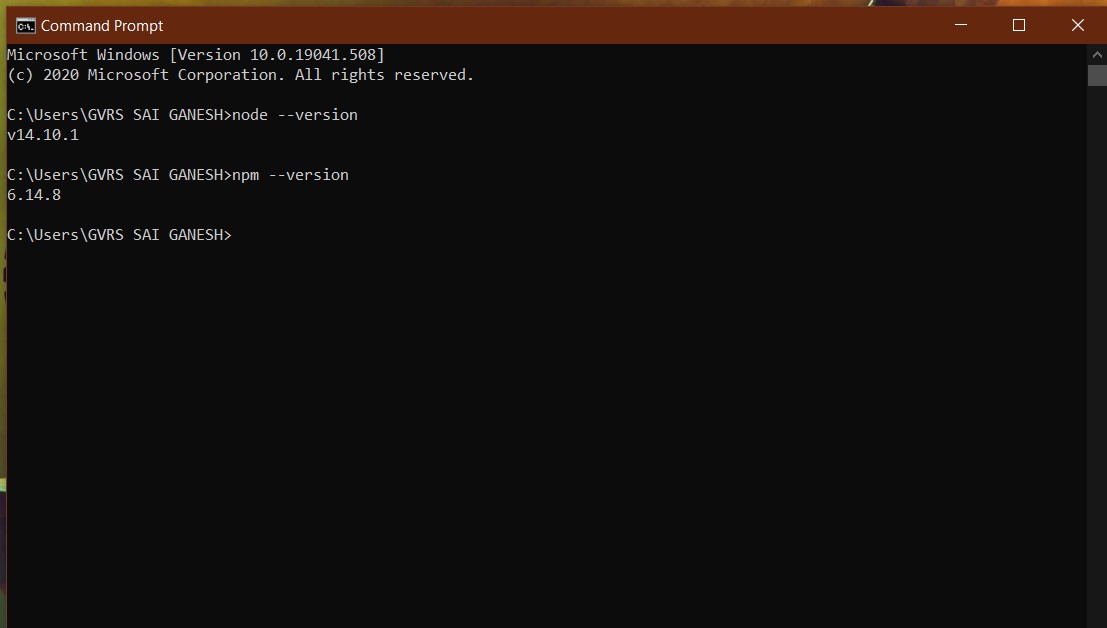 Command Prompt
Microsoft Windows [Version 10.0.19041.508]
(c) 2020 Microsoft Corporation. All rights reserved.
C:\Users\GVRS SAI GANESH>node --version
v14.10.1
C:\Users\GVRS SAI GANESH>npm --version
6.14.8
C:\Users\GVRS SAI GANESH>